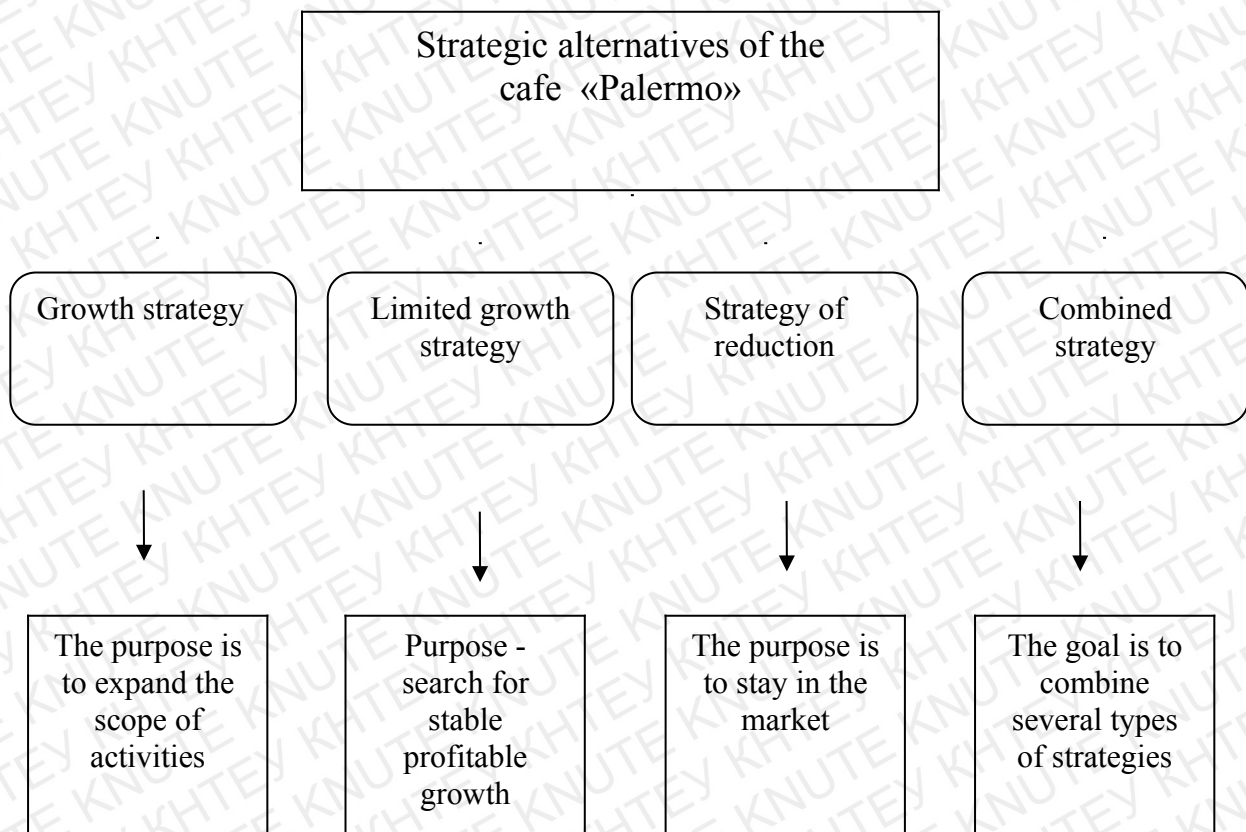 Strategic alternatives of the
cafe «Palermo»
Growth strategy
Limited growth
strategy
Strategy of
reduction
Combined
strategy
The purpose is
to expand the
scope of
activities
Purpose -
search for
stable
profitable
growth
The purpose is
to stay in the
market
The goal is to
combine
several types
of strategies